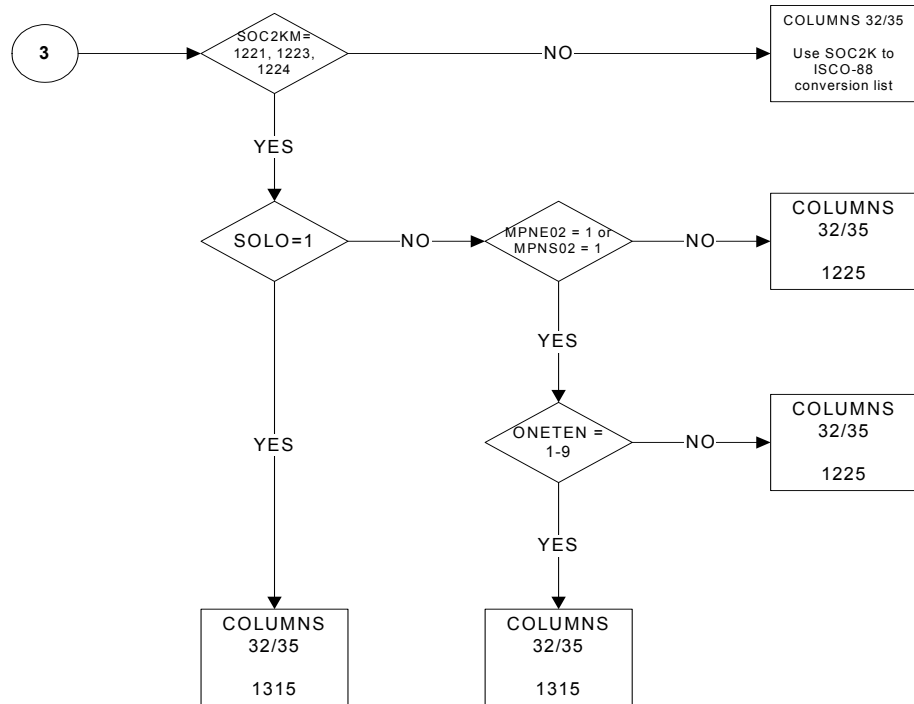 3
SOC2KM=
1221, 1223,
1224
NO
COLUMNS 32/35
Use SOC2K to
ISCO-88
conversion list
YES
SOLO=1
NO
MPNE02 = 1 or
MPNS02 = 1
NO
COLUMNS
32/35
1225
YES
YES
ONETEN =
1-9
NO
COLUMNS
32/35
1225
YES
COLUMNS
32/35
1315
COLUMNS
32/35
1315